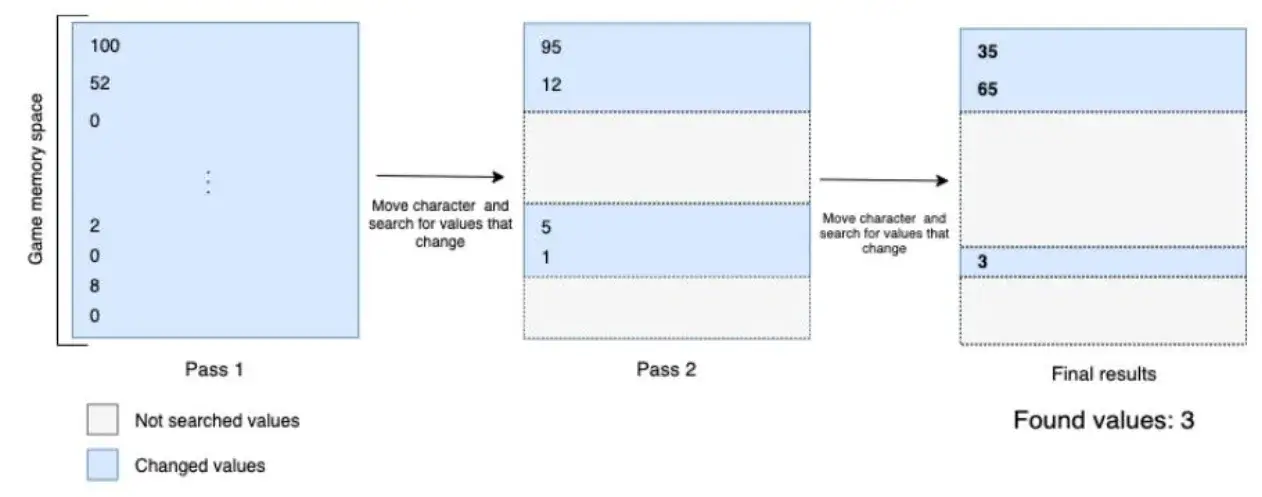 Game memory space
100
52
0
⋮
2
0
8
0
Pass 1
Move character and
search for values that
change
95
12
5
1
Pass 2
Move character and
search for values that
change
35
65
3
Final results
Found values: 3
Not searched values
Changed values